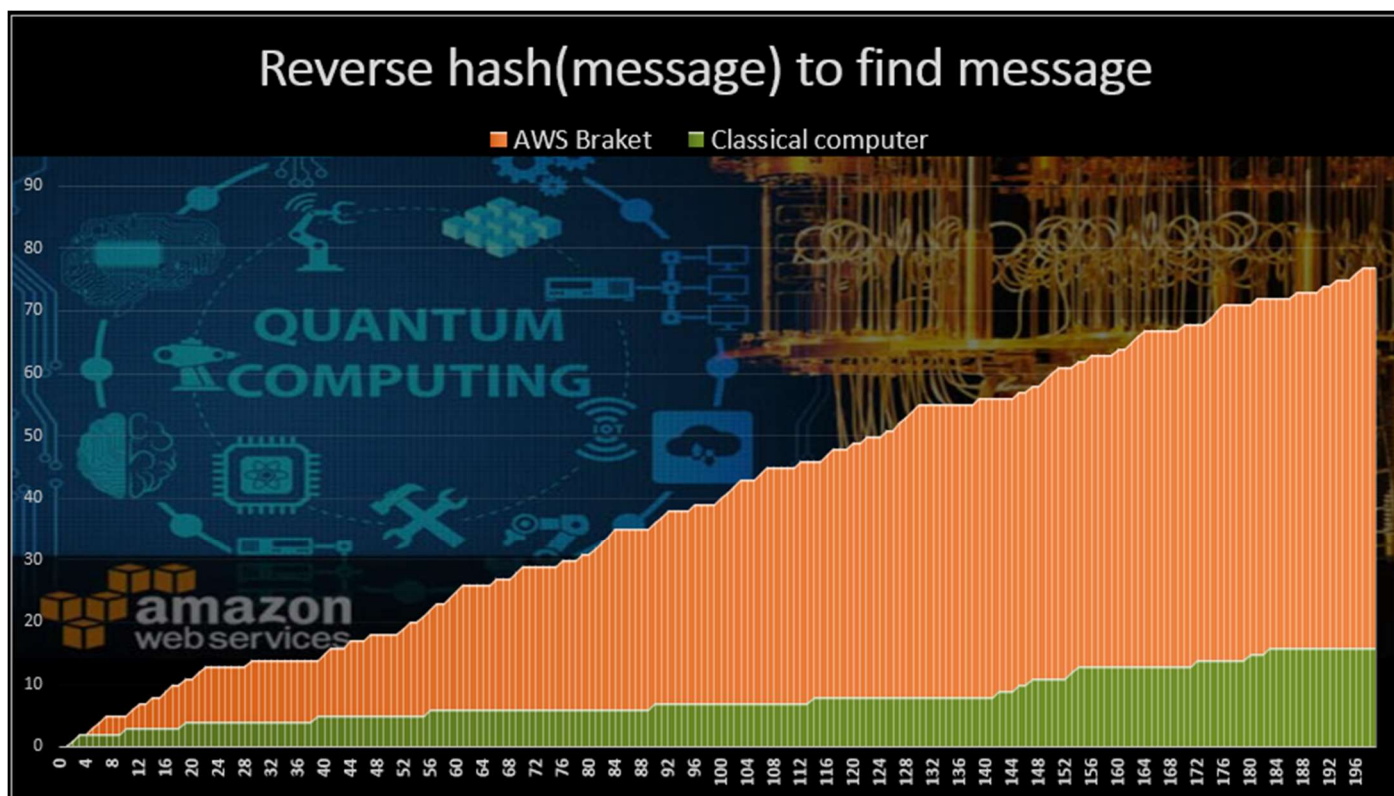 Reverse hash(message) to find message
AWS Braket Classical computer
90
80
70
60
50
40
30
20
10
0
QUANTUM
COMPUTING
IOT
amazon
web services
0 4 8 12 16 20 24 28 32 36 40 44 48 52 56 60 64 68 72 76 80 84 88 92 96 100 104 108 112 116 120 124 128 132 136 140 144 148 152 156 160 164 168 172 176 180 184 188 192 196